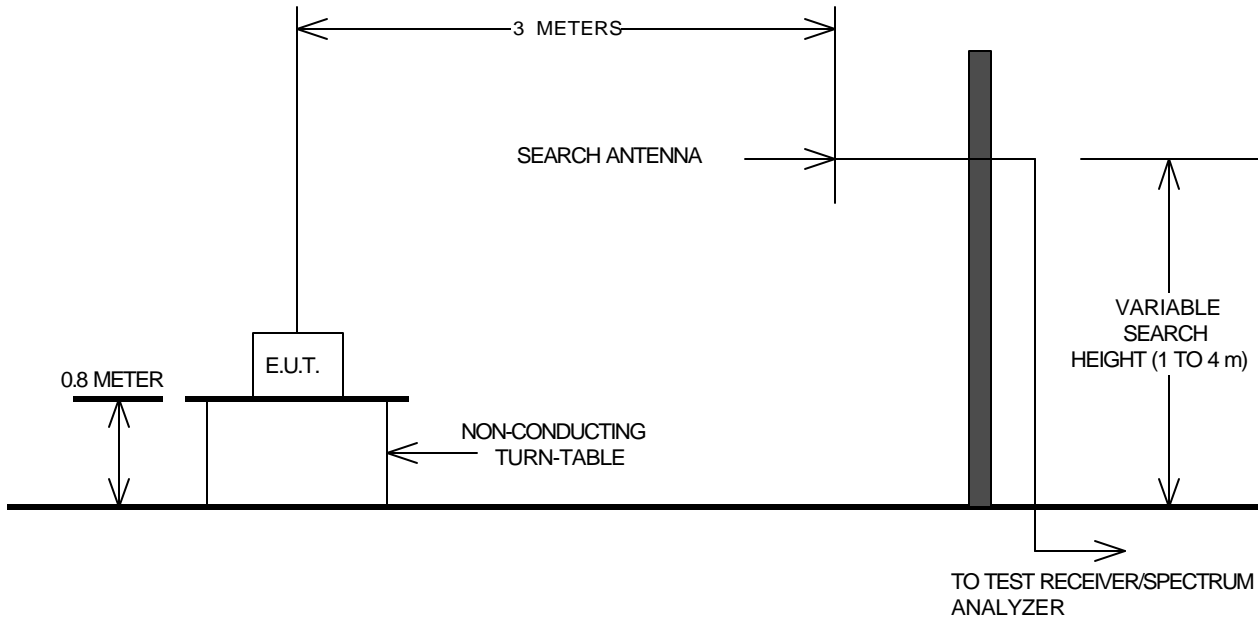 3 METERS
SEARCH ANTENNA
VARIABLE
SEARCH
HEIGHT (1 TO 4 m)
E.U.T.
0.8 METER
NON-CONDUCTING
TURN-TABLE
TO TEST RECEIVER/SPECTRUM
ANALYZER